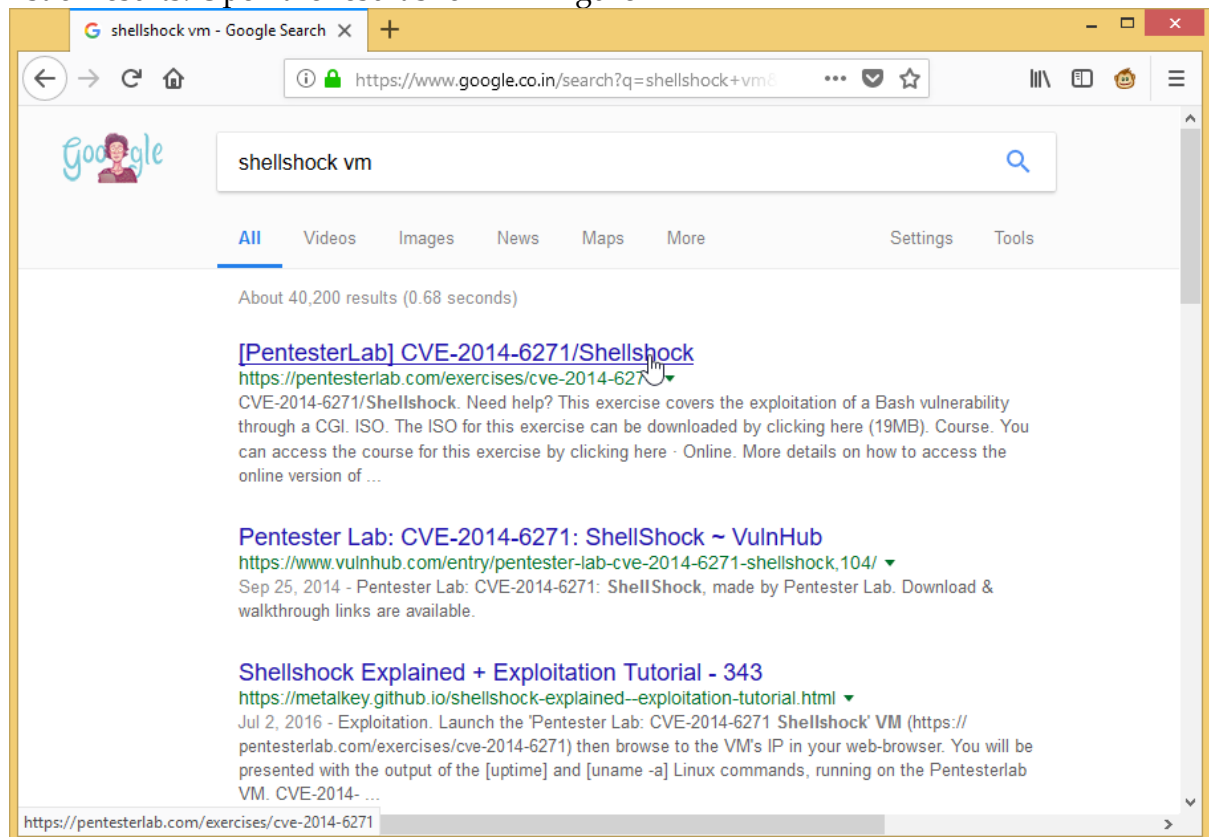 shellshock vm - Google Search
https://www.google.co.in/search?q=shellshock+vm&
Google
shellshock vm
All Videos Images News Maps More Settings Tools
About 40,200 results (0.68 seconds)
[PentesterLab] CVE-2014-6271/Shellshock
https://pentesterlab.com/exercises/cve-2014-627
CVE-2014-6271/Shellshock. Need help? This exercise covers the exploitation of a Bash vulnerability
through a CGI. ISO. The ISO for this exercise can be downloaded by clicking here (19MB). Course. You
can access the course for this exercise by clicking here · Online. More details on how to access the
online version of ...
Pentester Lab: CVE-2014-6271: ShellShock ~ VulnHub
https://www.vulnhub.com/entry/pentester-lab-cve-2014-6271-shellshock,104/
Sep 25, 2014 - Pentester Lab: CVE-2014-6271: ShellShock, made by Pentester Lab. Download &
walkthrough links are available.
Shellshock Explained + Exploitation Tutorial - 343
https://metalkey.github.io/shellshock-explained--exploitation-tutorial.html
Jul 2, 2016 - Exploitation. Launch the 'Pentester Lab: CVE-2014-6271 Shellshock' VM (https://
pentesterlab.com/exercises/cve-2014-6271) then browse to the VM's IP in your web-browser. You will be
presented with the output of the [uptime] and [uname -a] Linux commands, running on the Pentesterlab
VM. CVE-2014- ...
https://pentesterlab.com/exercises/cve-2014-6271